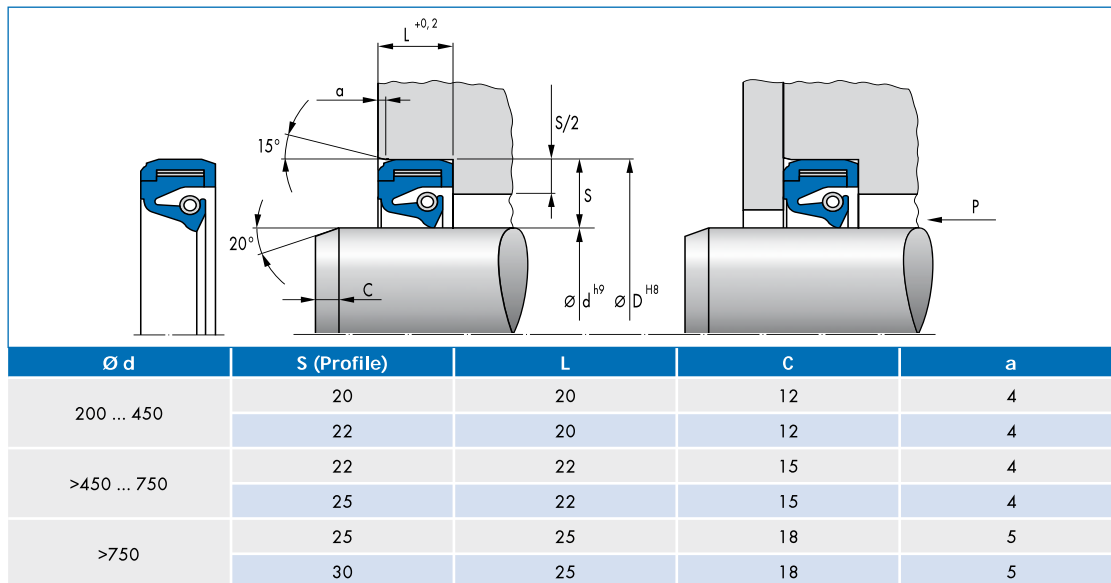 L +0,2
a
S/2
15°
S
P
20°
C
Ø d h9 Ø D H8
Ø d S (Profile) L C a
200 ... 450 20 20 12 4
22 20 12 4
>450 ... 750 22 22 15 4
25 22 15 4
>750 25 25 18 5
30 25 18 5